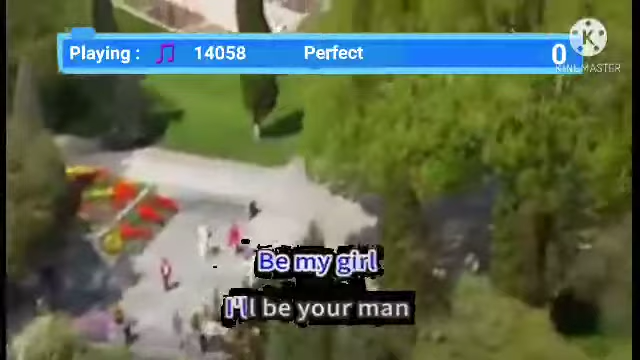 Playing : 14058 Perfect 0
K
KINEMASTER
Be my girl
I'll be your man